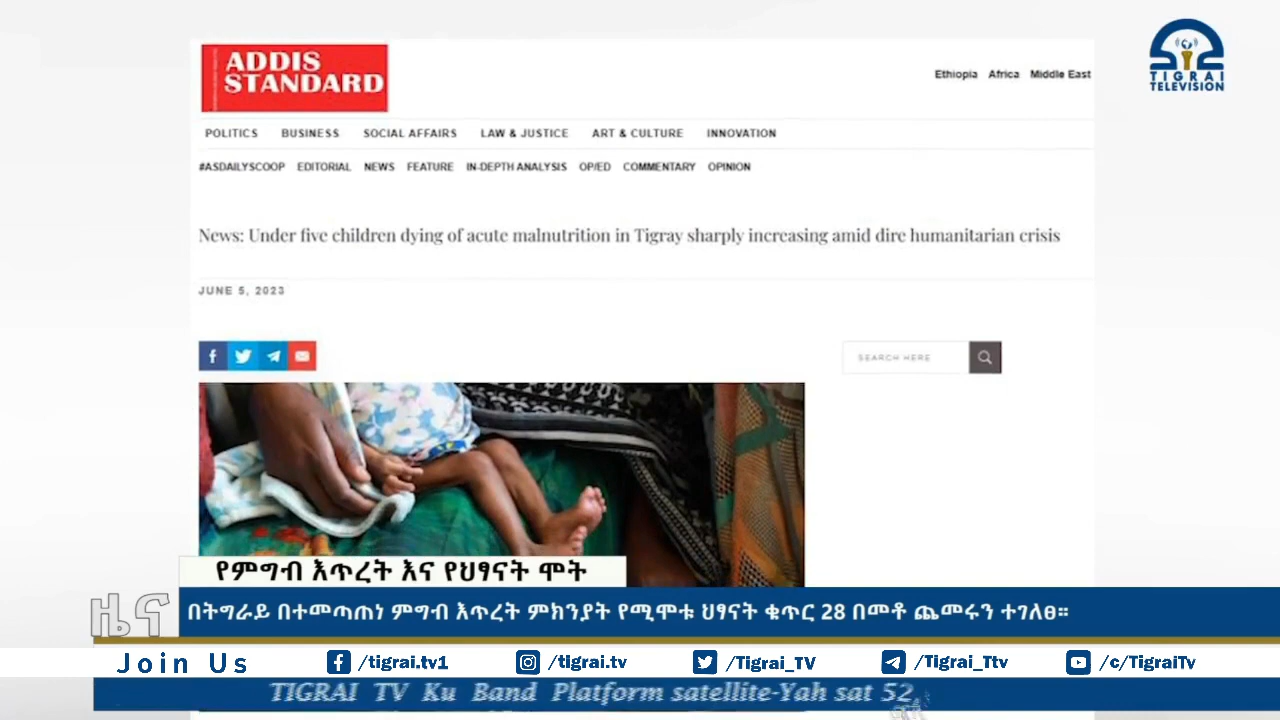 ADDIS
STANDARD
Ethiopia Africa Middle East
TIGRAI
TELEVISION
POLITICS BUSINESS SOCIAL AFFAIRS LAW & JUSTICE ART & CULTURE INNOVATION
#ASDAILYSCOOP EDITORIAL NEWS FEATURE IN-DEPTH ANALYSIS OP/ED COMMENTARY OPINION
News: Under five children dying of acute malnutrition in Tigray sharply increasing amid dire humanitarian crisis
JUNE 5, 2023
SEARCH HERE
የምግብ እጥረት እና የህፃናት ሞት
ዜና
በትግራይ በተመጣጠነ ምግብ እጥረት ምክንያት የሚሞቱ ህፃናት ቁጥር 28 በመቶ ጨመሩን ተገለፀ።
Join Us /tigrai.tv1 /tIgrai.tv /Tigrai_TV /Tigrai_Ttv /c/TigraiTv
TIGRAI TV Ku Band Platform satellite-Yah sat 52